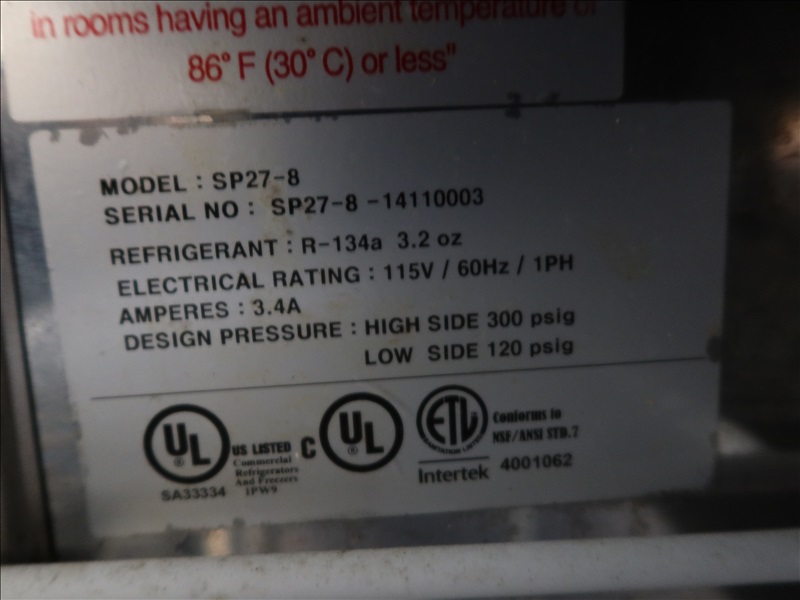 in rooms having an ambient temperature of
86° F (30° C) or less"
MODEL : SP27-8
SERIAL NO : SP27-8 -14110003
REFRIGERANT : R-134a 3.2 oz
ELECTRICAL RATING : 115V / 60Hz / 1PH
AMPERES : 3.4A
DESIGN PRESSURE : HIGH SIDE 300 psig
LOW SIDE 120 psig
UL
®
US LISTED
Commercial
Refrigerators
And Freezers
1PW9
SA33334
C
UL
®
ETL
Conforms to
NSF/ANSI STD.7
Intertek
4001062